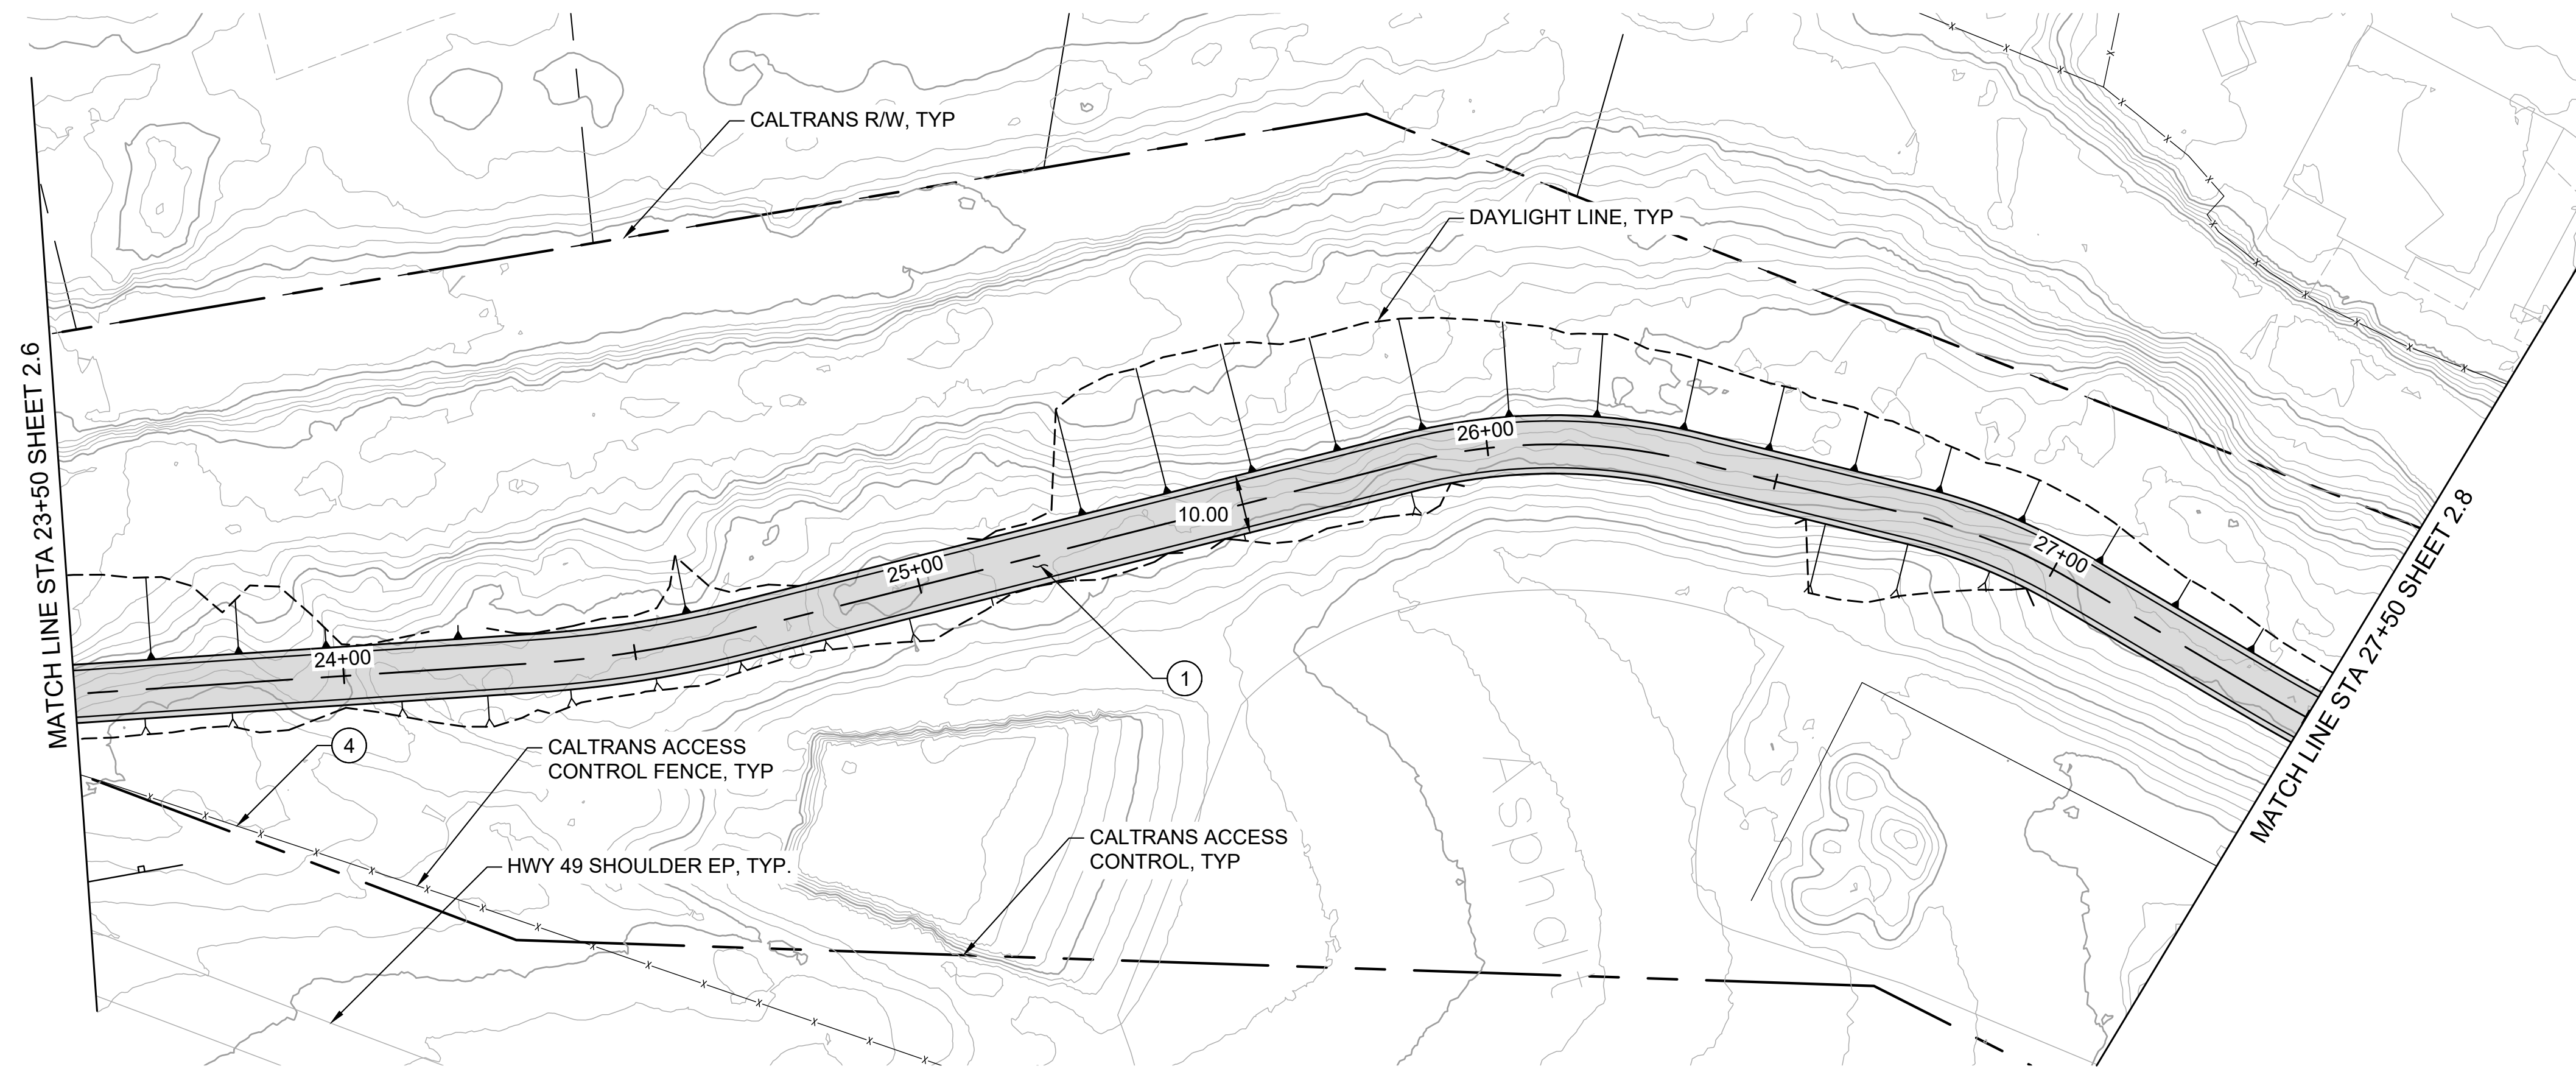 CALTRANS R/W, TYP
DAYLIGHT LINE, TYP
MATCH LINE STA 23+50 SHEET 2.6
26+00
10.00
25+00
27+00
24+00
1
4
CALTRANS ACCESS
CONTROL FENCE, TYP
HWY 49 SHOULDER EP, TYP.
CALTRANS ACCESS
CONTROL, TYP
Asphalt
MATCH LINE STA 27+50 SHEET 2.8